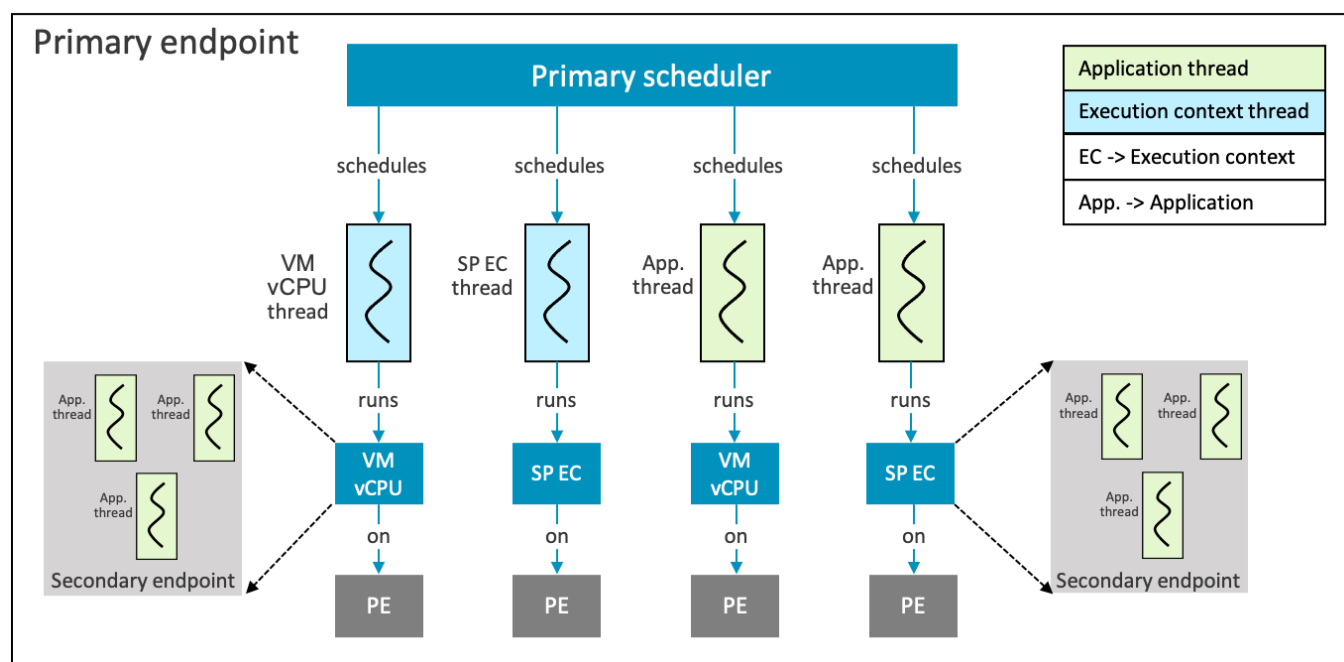 Primary endpoint
Primary scheduler
Application thread
Execution context thread
EC -> Execution context
App. -> Application
schedules
schedules
schedules
schedules
VM
vCPU
thread
SP EC
thread
App.
thread
App.
thread
runs
runs
runs
runs
App.
thread
App.
thread
App.
thread
Secondary endpoint
VM
vCPU
SP EC
VM
vCPU
SP EC
App.
thread
App.
thread
App.
thread
Secondary endpoint
on
on
on
on
PE
PE
PE
PE